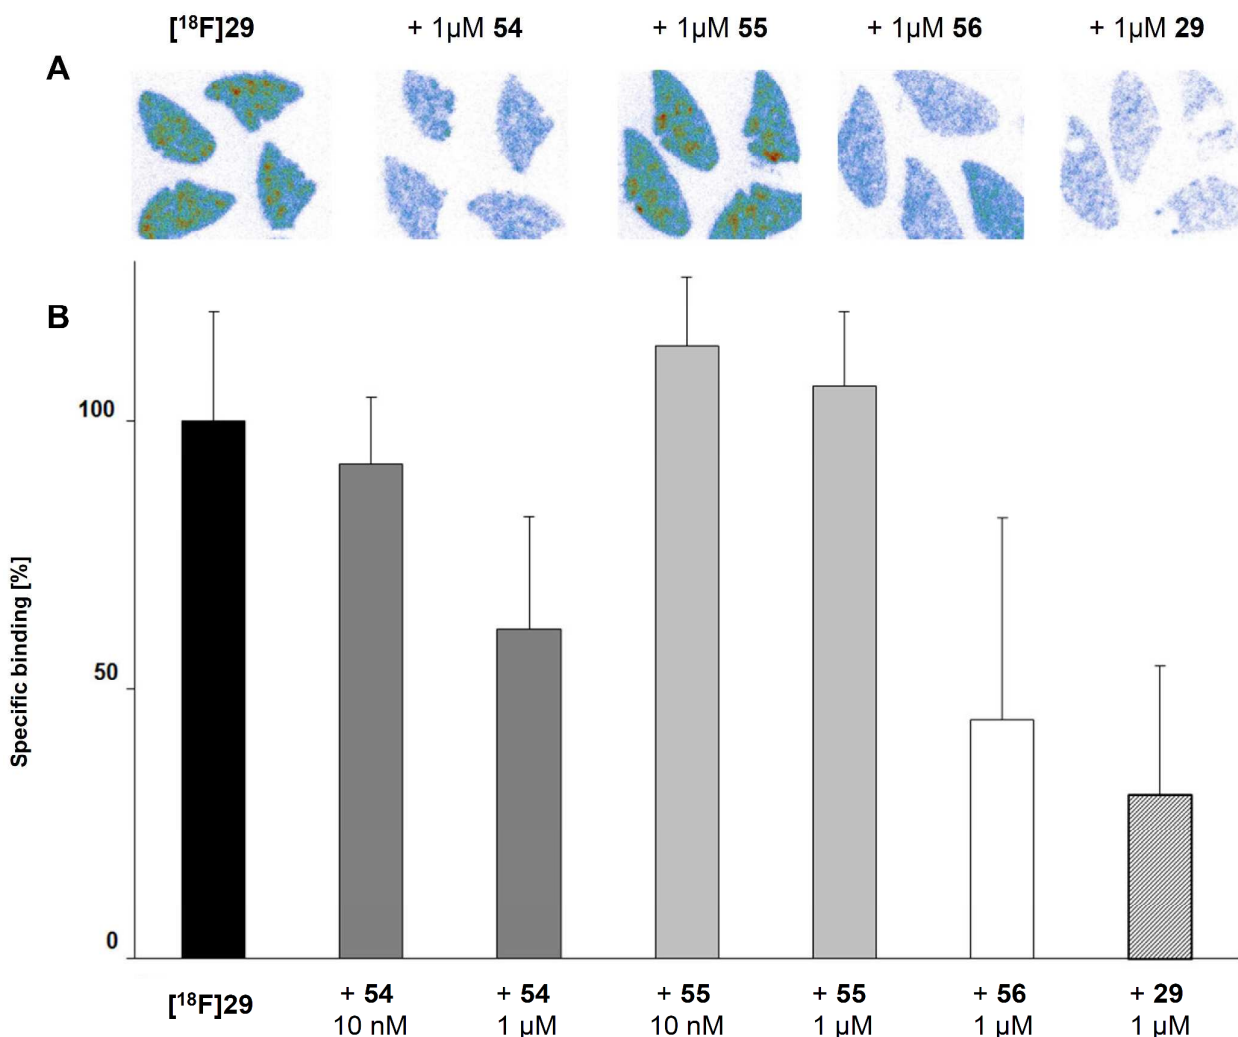 [¹⁸F]29 + 1µM 54 + 1µM 55 + 1µM 56 + 1µM 29
A
B
100
50
0
Specific binding [%]
[¹⁸F]29 + 54 + 54 + 55 + 55 + 56 + 29
10 nM 1 µM 10 nM 1 µM 1 µM 1 µM